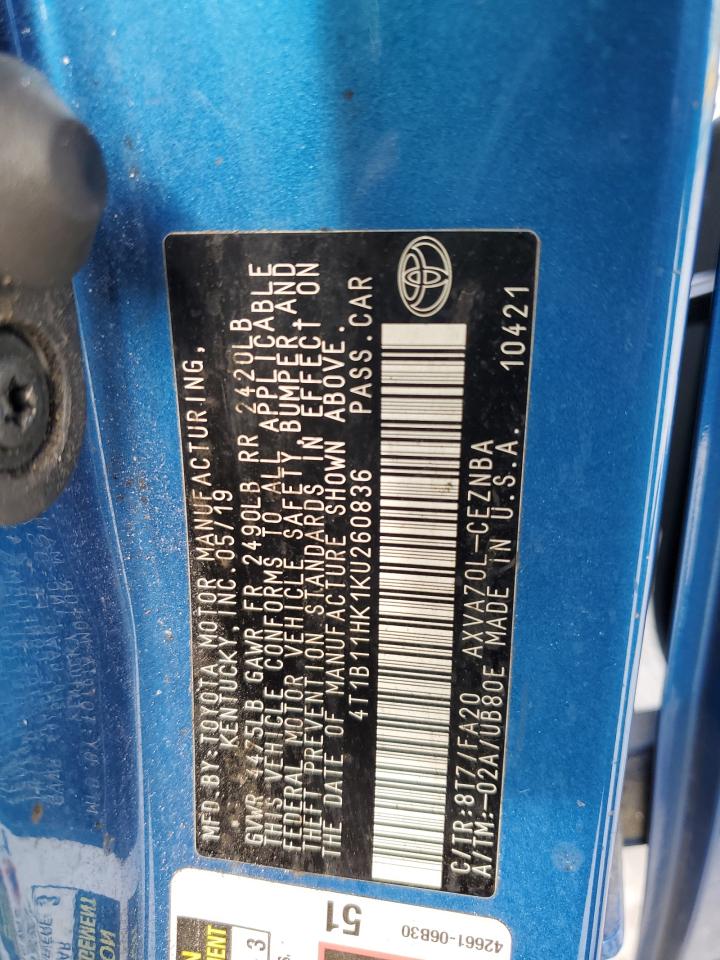 MFD.BY:TOYOTA MOTOR MANUFACTURING,
KENTUCKY, INC 05/19
GVWR 4475LB GAWR FR 2490LB RR 2420LB
THIS VEHICLE CONFORMS TO ALL APPLICABLE
FEDERAL MOTOR VEHICLE SAFETY,BUMPER,AND
THEFT PREVENTION STANDARDS IN EFFECT ON
THE DATE OF MANUFACTURE SHOWN ABOVE.
4T1B11HK1KU260836 PASS.CAR
C/TR:8T7/FA20 AXVA70L-CEZNBA
A/TM:-02A/UB80E MADE IN U.S.A. 10421
51
42661-06B30
3